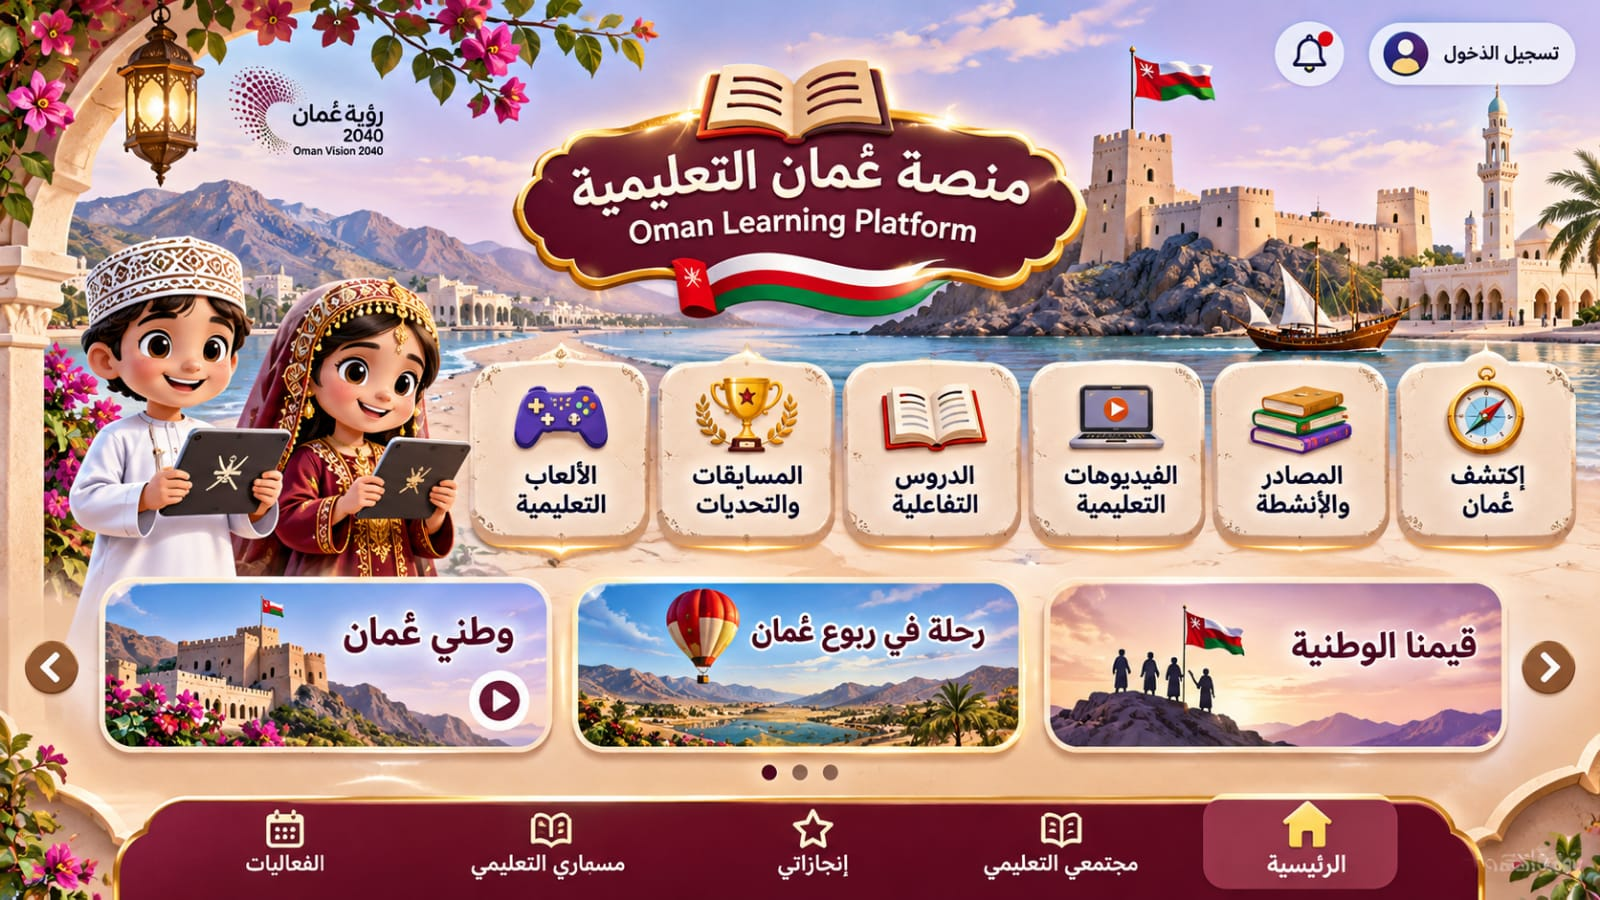 تسجيل الدخول
رؤية عُمان
2040
Oman Vision 2040
منصة عُمان التعليمية
Oman Learning Platform
إكتشف
عُمان
المصادر
والأنشطة
الفيديوهات
التعليمية
الدروس
التفاعلية
المسابقات
والتحديات
الألعاب
التعليمية
قيمنا الوطنية
رحلة في ربوع عُمان
وطني عُمان
الرئيسية
مجتمعي التعليمي
إنجازاتي
مسماري التعليمي
الفعاليات